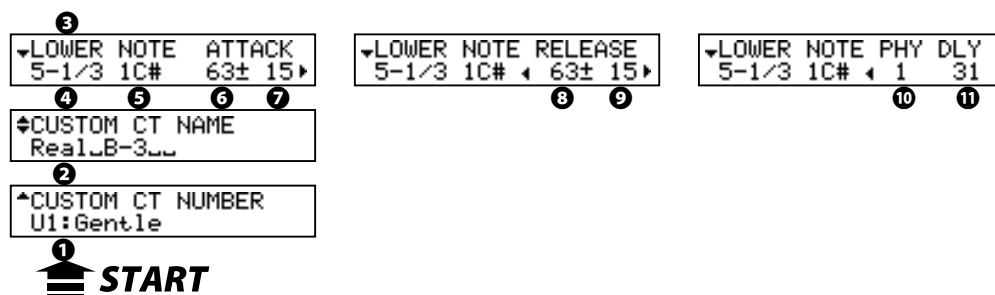 ❸
LOWER NOTE ATTACK
5-1/3 1C# 63± 15
❹ ❺ ❻ ❼
LOWER NOTE RELEASE
5-1/3 1C# 63± 15
❽ ❾
LOWER NOTE PHY DLY
5-1/3 1C# 1 31
❿ ⓫
CUSTOM CT NAME
Real␣B-3␣␣
❷
CUSTOM CT NUMBER
U1:Gentle
❶
START